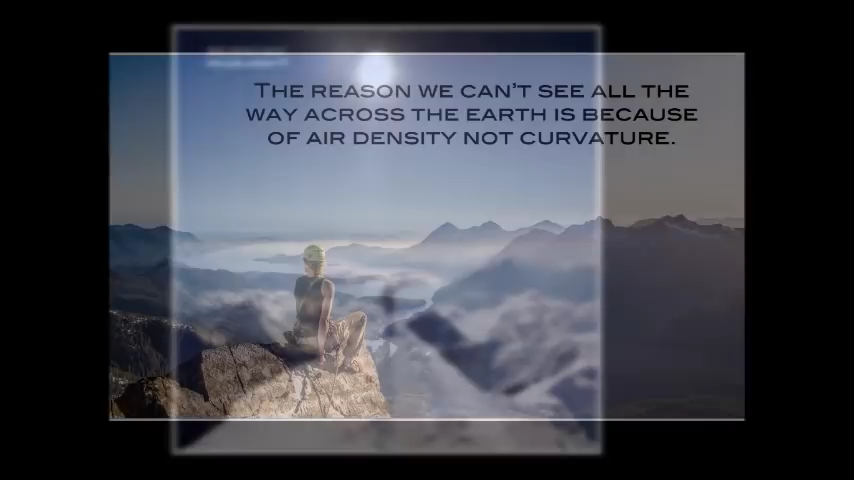 THE REASON WE CAN'T SEE ALL THE
WAY ACROSS THE EARTH IS BECAUSE
OF AIR DENSITY NOT CURVATURE.